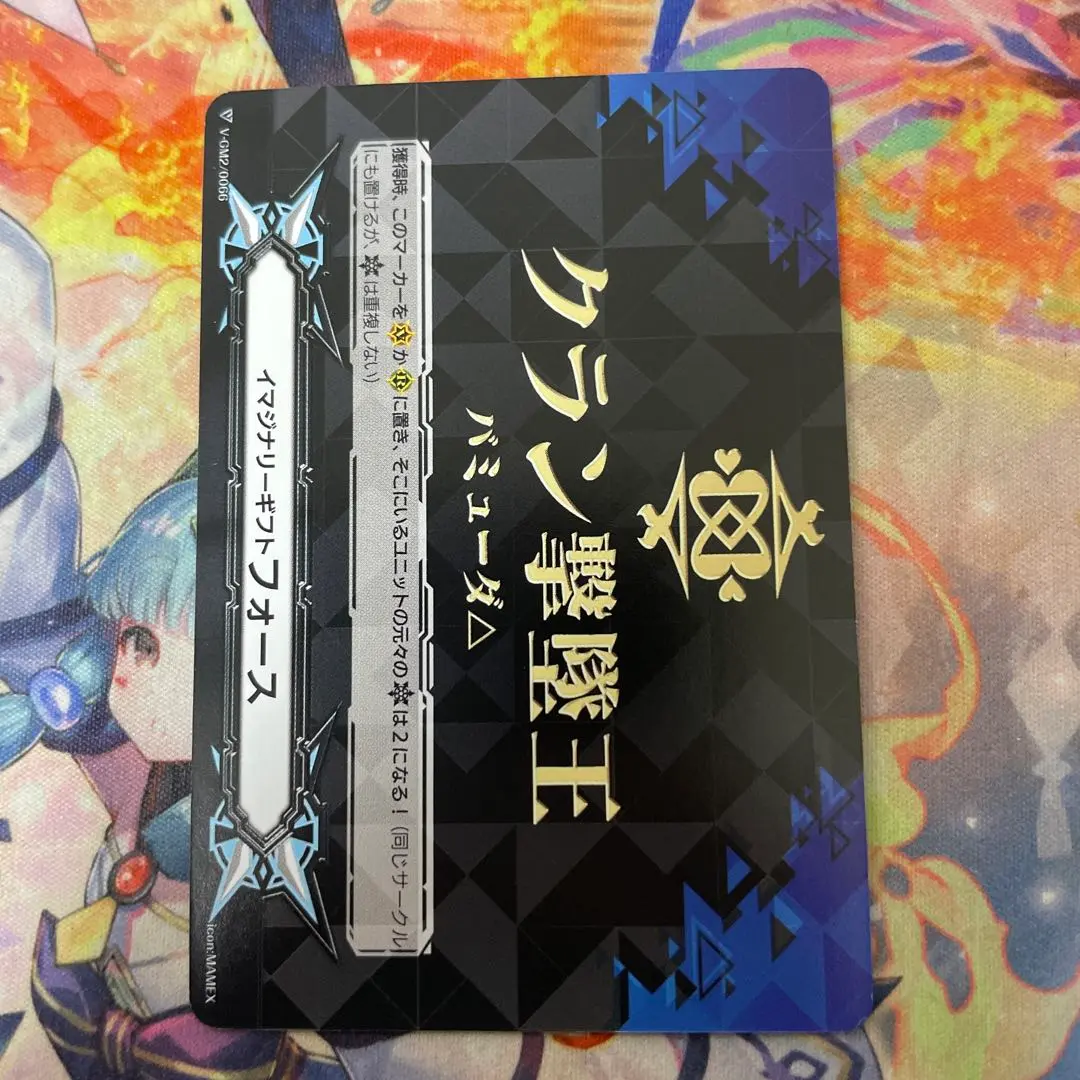 クラン撃墜王
バミューダ△
獲得時、このマーカーをVかRに置き、そこにいるユニットの元々の☆は2になる！（同じサークル
にも置けるが、☆は重複しない）
イマジナリーギフトフォース
V-GM2/0066
icon:MAMEX